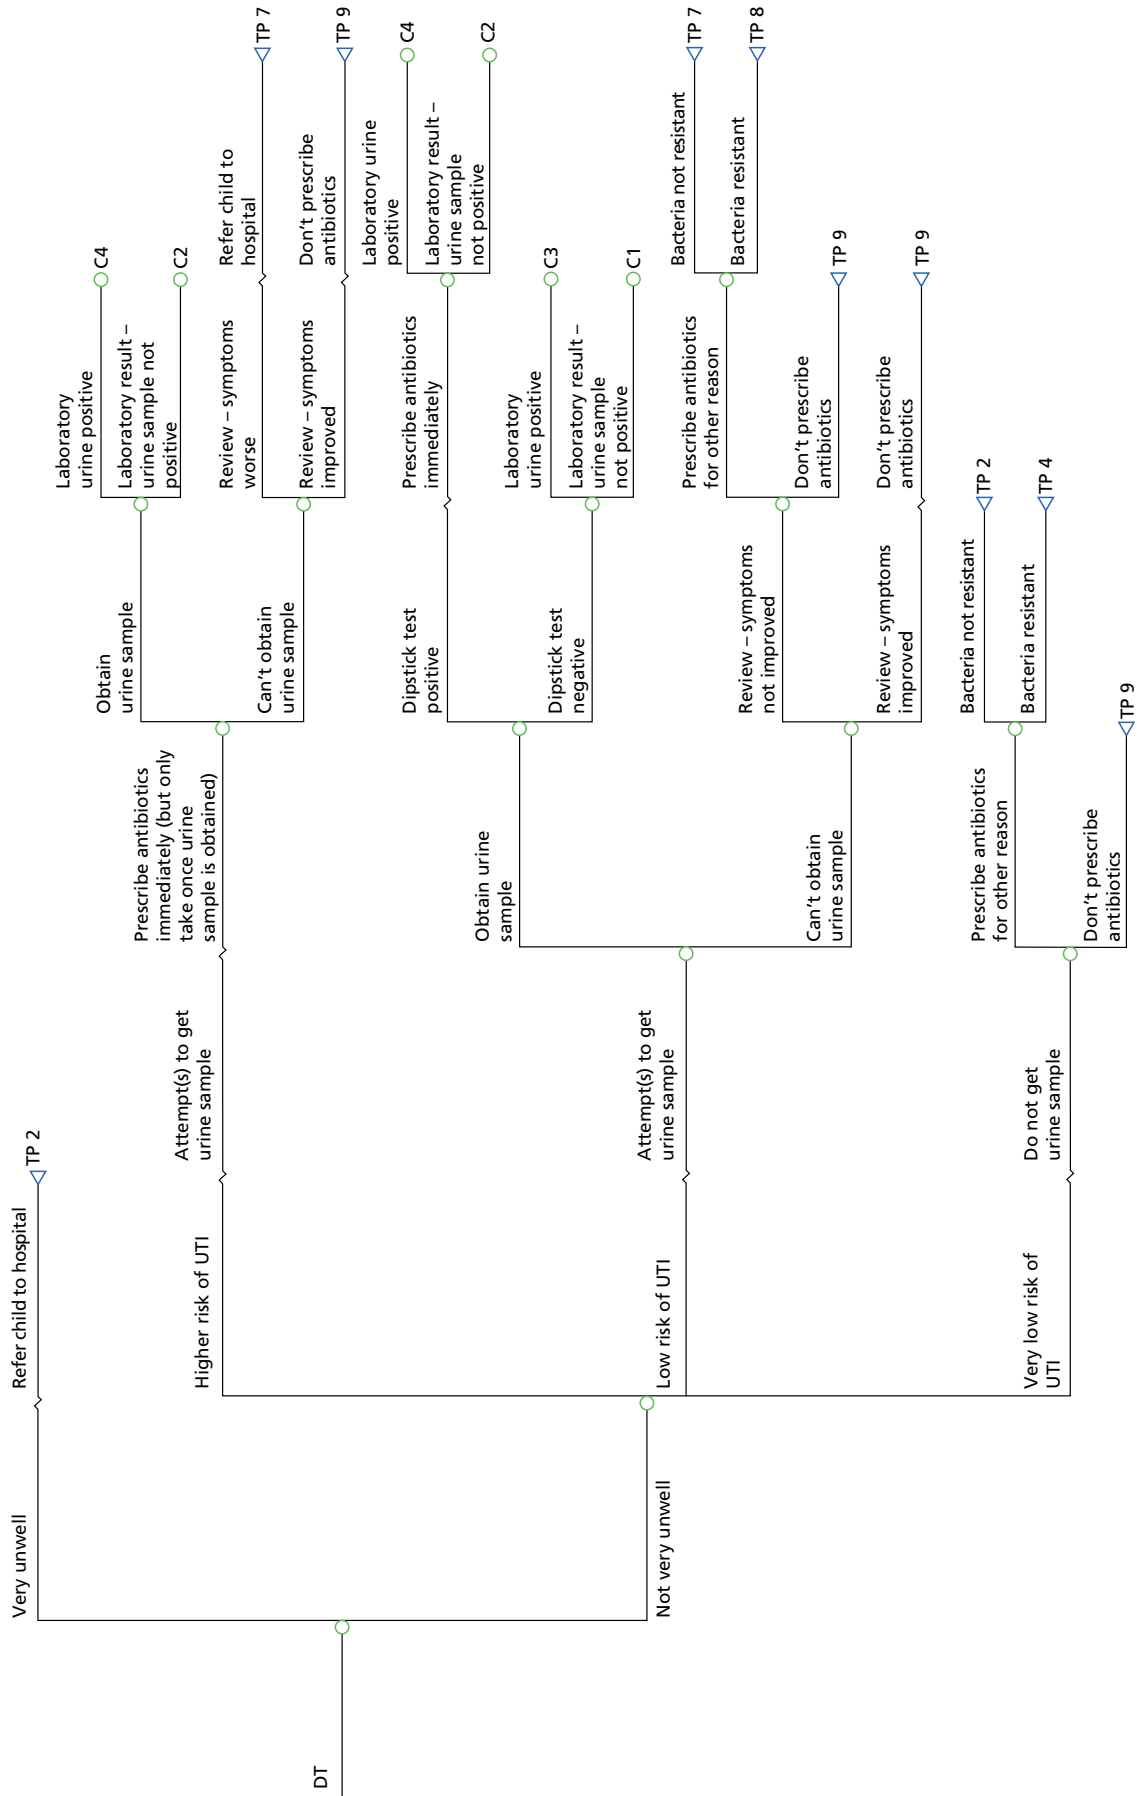 DT
Very unwell
Refer child to hospital
TP 2
Not very unwell
Higher risk of UTI
Attempt(s) to get
urine sample
Prescribe antibiotics
immediately (but only
take once urine
sample is obtained)
Obtain
urine sample
Laboratory
urine positive
C4
Laboratory result –
urine sample not
positive
C2
Can't obtain
urine sample
Review – symptoms
worse
Refer child to
hospital
TP 7
Review – symptoms
improved
Don't prescribe
antibiotics
TP 9
Low risk of UTI
Attempt(s) to get
urine sample
Obtain urine
sample
Dipstick test
positive
Prescribe antibiotics
immediately
Laboratory urine
positive
C4
Laboratory result –
urine sample
not positive
C2
Dipstick test
negative
Laboratory
urine positive
C3
Laboratory result –
urine sample
not positive
C1
Can't obtain
urine sample
Review – symptoms
not improved
Prescribe antibiotics
for other reason
Bacteria not resistant
TP 7
Bacteria resistant
TP 8
Don't prescribe
antibiotics
TP 9
Review – symptoms
improved
Don't prescribe
antibiotics
TP 9
Very low risk of
UTI
Do not get
urine sample
Prescribe antibiotics
for other reason
Bacteria not resistant
TP 2
Bacteria resistant
TP 4
Don't prescribe
antibiotics
TP 9